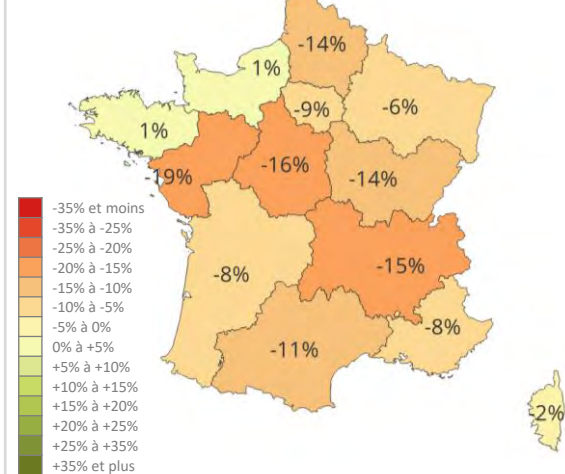 -14%
1%
-9%
-6%
1%
-19%
-16%
-14%
-15%
-8%
-8%
-11%
-2%
-35% et moins
-35% à -25%
-25% à -20%
-20% à -15%
-15% à -10%
-10% à -5%
-5% à 0%
0% à +5%
+5% à +10%
+10% à +15%
+15% à +20%
+20% à +25%
+25% à +35%
+35% et plus